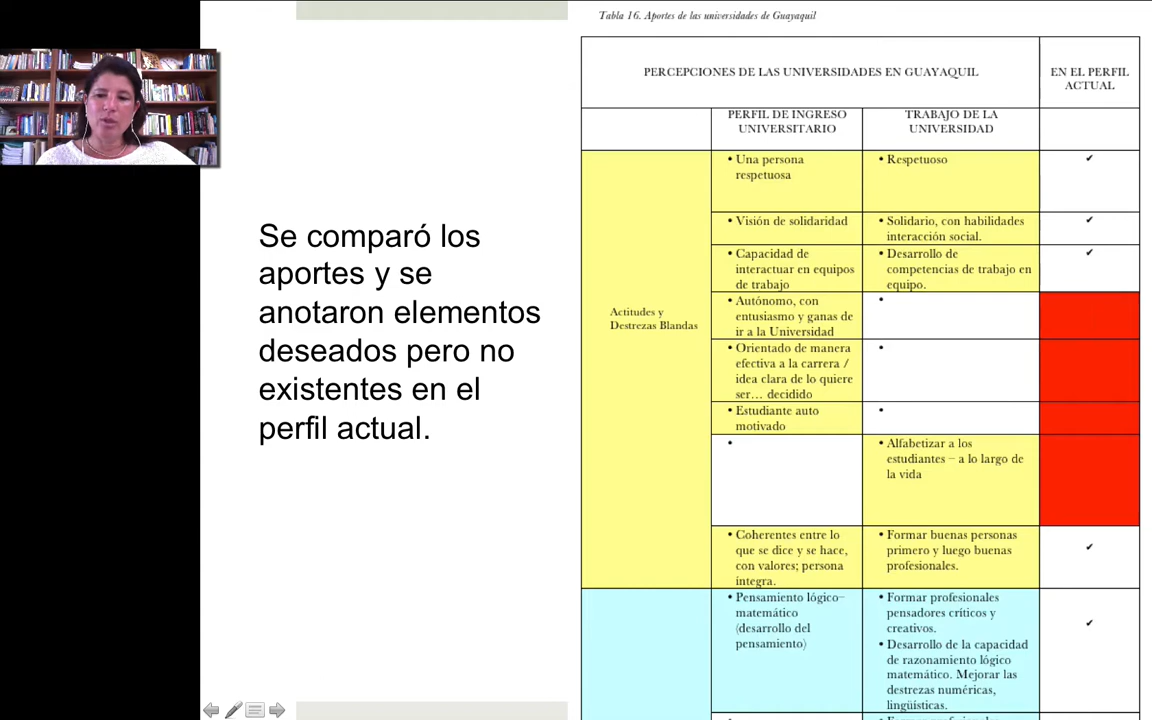 Tabla 16. Aportes de las universidades de Guayaquil
PERCEPCIONES DE LAS UNIVERSIDADES EN GUAYAQUIL
EN EL PERFIL
ACTUAL
PERFIL DE INGRESO
UNIVERSITARIO
TRABAJO DE LA
UNIVERSIDAD
Se comparó los
aportes y se
anotaron elementos
deseados pero no
existentes en el
perfil actual.
Actitudes y
Destrezas Blandas
• Una persona
respetuosa
• Respetuoso
✓
• Visión de solidaridad
• Solidario, con habilidades
interacción social.
✓
• Capacidad de
interactuar en equipos
de trabajo
• Desarrollo de
competencias de trabajo en
equipo.
✓
• Autónomo, con
entusiasmo y ganas de
ir a la Universidad
•
• Orientado de manera
efectiva a la carrera /
idea clara de lo quiere
ser… decidido
•
• Estudiante auto
motivado
•
•
• Alfabetizar a los
estudiantes – a lo largo de
la vida
• Coherentes entre lo
que se dice y se hace,
con valores; persona
íntegra.
• Formar buenas personas
primero y luego buenos
profesionales.
✓
• Pensamiento lógico–
matemático
(desarrollo del
pensamiento)
• Formar profesionales
pensadores críticos y
creativos.
• Desarrollo de la capacidad
de razonamiento lógico
matemático. Mejorar las
destrezas numéricas,
lingüísticas.
✓